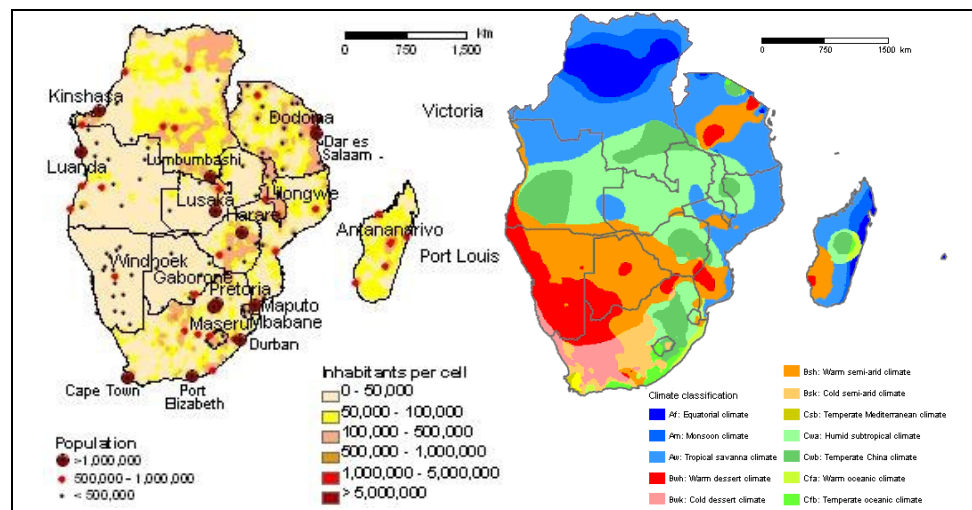 km
0 750 1,500
Kinshasa
Dodoma
Dar es
Salaam
Luanda
Lumbumbashi
Lilongwe
Lusaka
Harare
Antananarivo
Victoria
Port Louis
Windhoek
Gaborone
Pretoria
Maputo
Maseru
Mbabane
Durban
Cape Town
Port
Elizabeth
Population
>1,000,000
500,000 - 1,000,000
< 500,000
Inhabitants per cell
0 - 50,000
50,000 - 100,000
100,000 - 500,000
500,000 - 1,000,000
1,000,000 - 5,000,000
> 5,000,000
0 750 1500 km
Climate classification
Af: Equatorial climate
Am: Monsoon climate
Aw: Tropical savanna climate
Bwh: Warm dessert climate
Bwk: Cold dessert climate
Bsh: Warm semi-arid climate
Bsk: Cold semi-arid climate
Csb: Temperate Mediterranean climate
Cwa: Humid subtropical climate
Cwb: Temperate China climate
Cfa: Warm oceanic climate
Cfb: Temperate oceanic climate